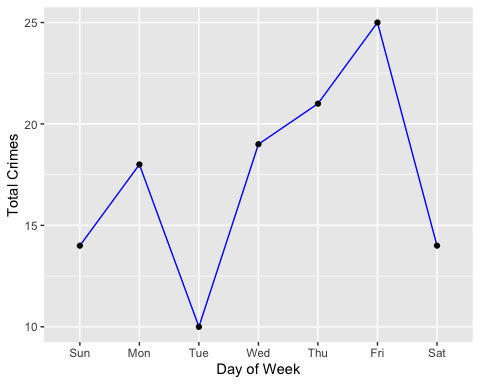 25
20
15
10
Total Crimes
Sun Mon Tue Wed Thu Fri Sat
Day of Week